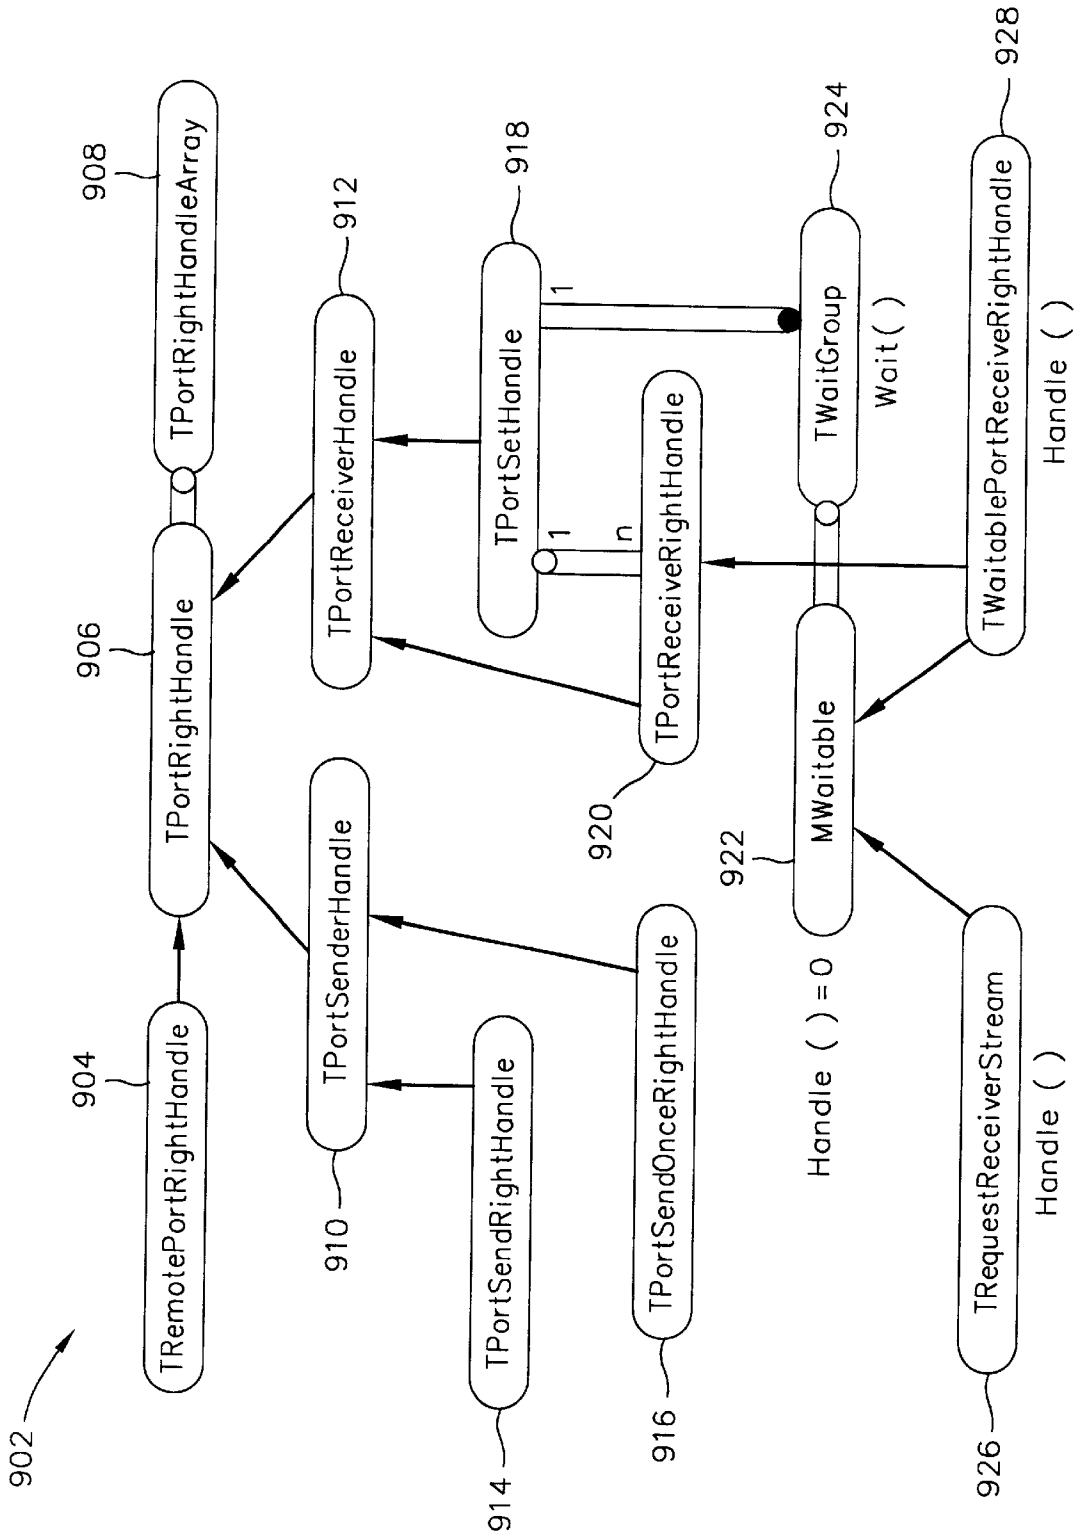 902
904
TRemotePortRightHandle
906
TPortRightHandle
908
TPortRightHandleArray
910
TPortSenderHandle
912
TPortReceiverHandle
914
TPortSendRightHandle
TPortSetHandle
918
1
1
n
916
TPortSendOnceRightHandle
920
TPortReceiveRightHandle
922
MWaitable
Handle ( ) = 0
TWaitGroup
924
Wait( )
926
TRequestReceiverStream
Handle ( )
TWaitablePortReceiveRightHandle
928
Handle ( )